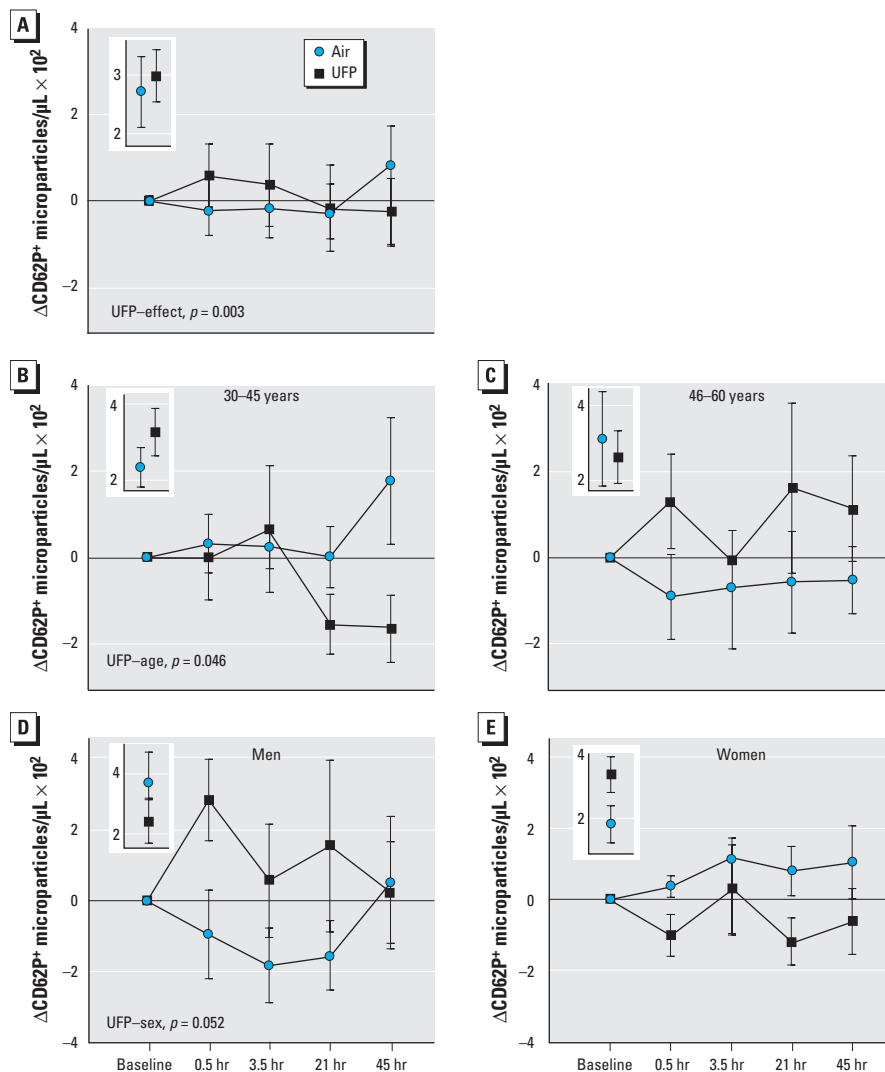 A
ΔCD62P⁺ microparticles/μL × 10²
4
2
0
–2
3
2
Air
UFP
UFP–effect, p = 0.003
B
ΔCD62P⁺ microparticles/μL × 10²
4
2
0
–2
4
2
30–45 years
UFP–age, p = 0.046
C
ΔCD62P⁺ microparticles/μL × 10²
4
2
0
–2
4
2
46–60 years
D
ΔCD62P⁺ microparticles/μL × 10²
4
2
0
–2
–4
4
2
Men
UFP–sex, p = 0.052
Baseline 0.5 hr 3.5 hr 21 hr 45 hr
E
ΔCD62P⁺ microparticles/μL × 10²
4
2
0
–2
–4
4
2
Women
Baseline 0.5 hr 3.5 hr 21 hr 45 hr